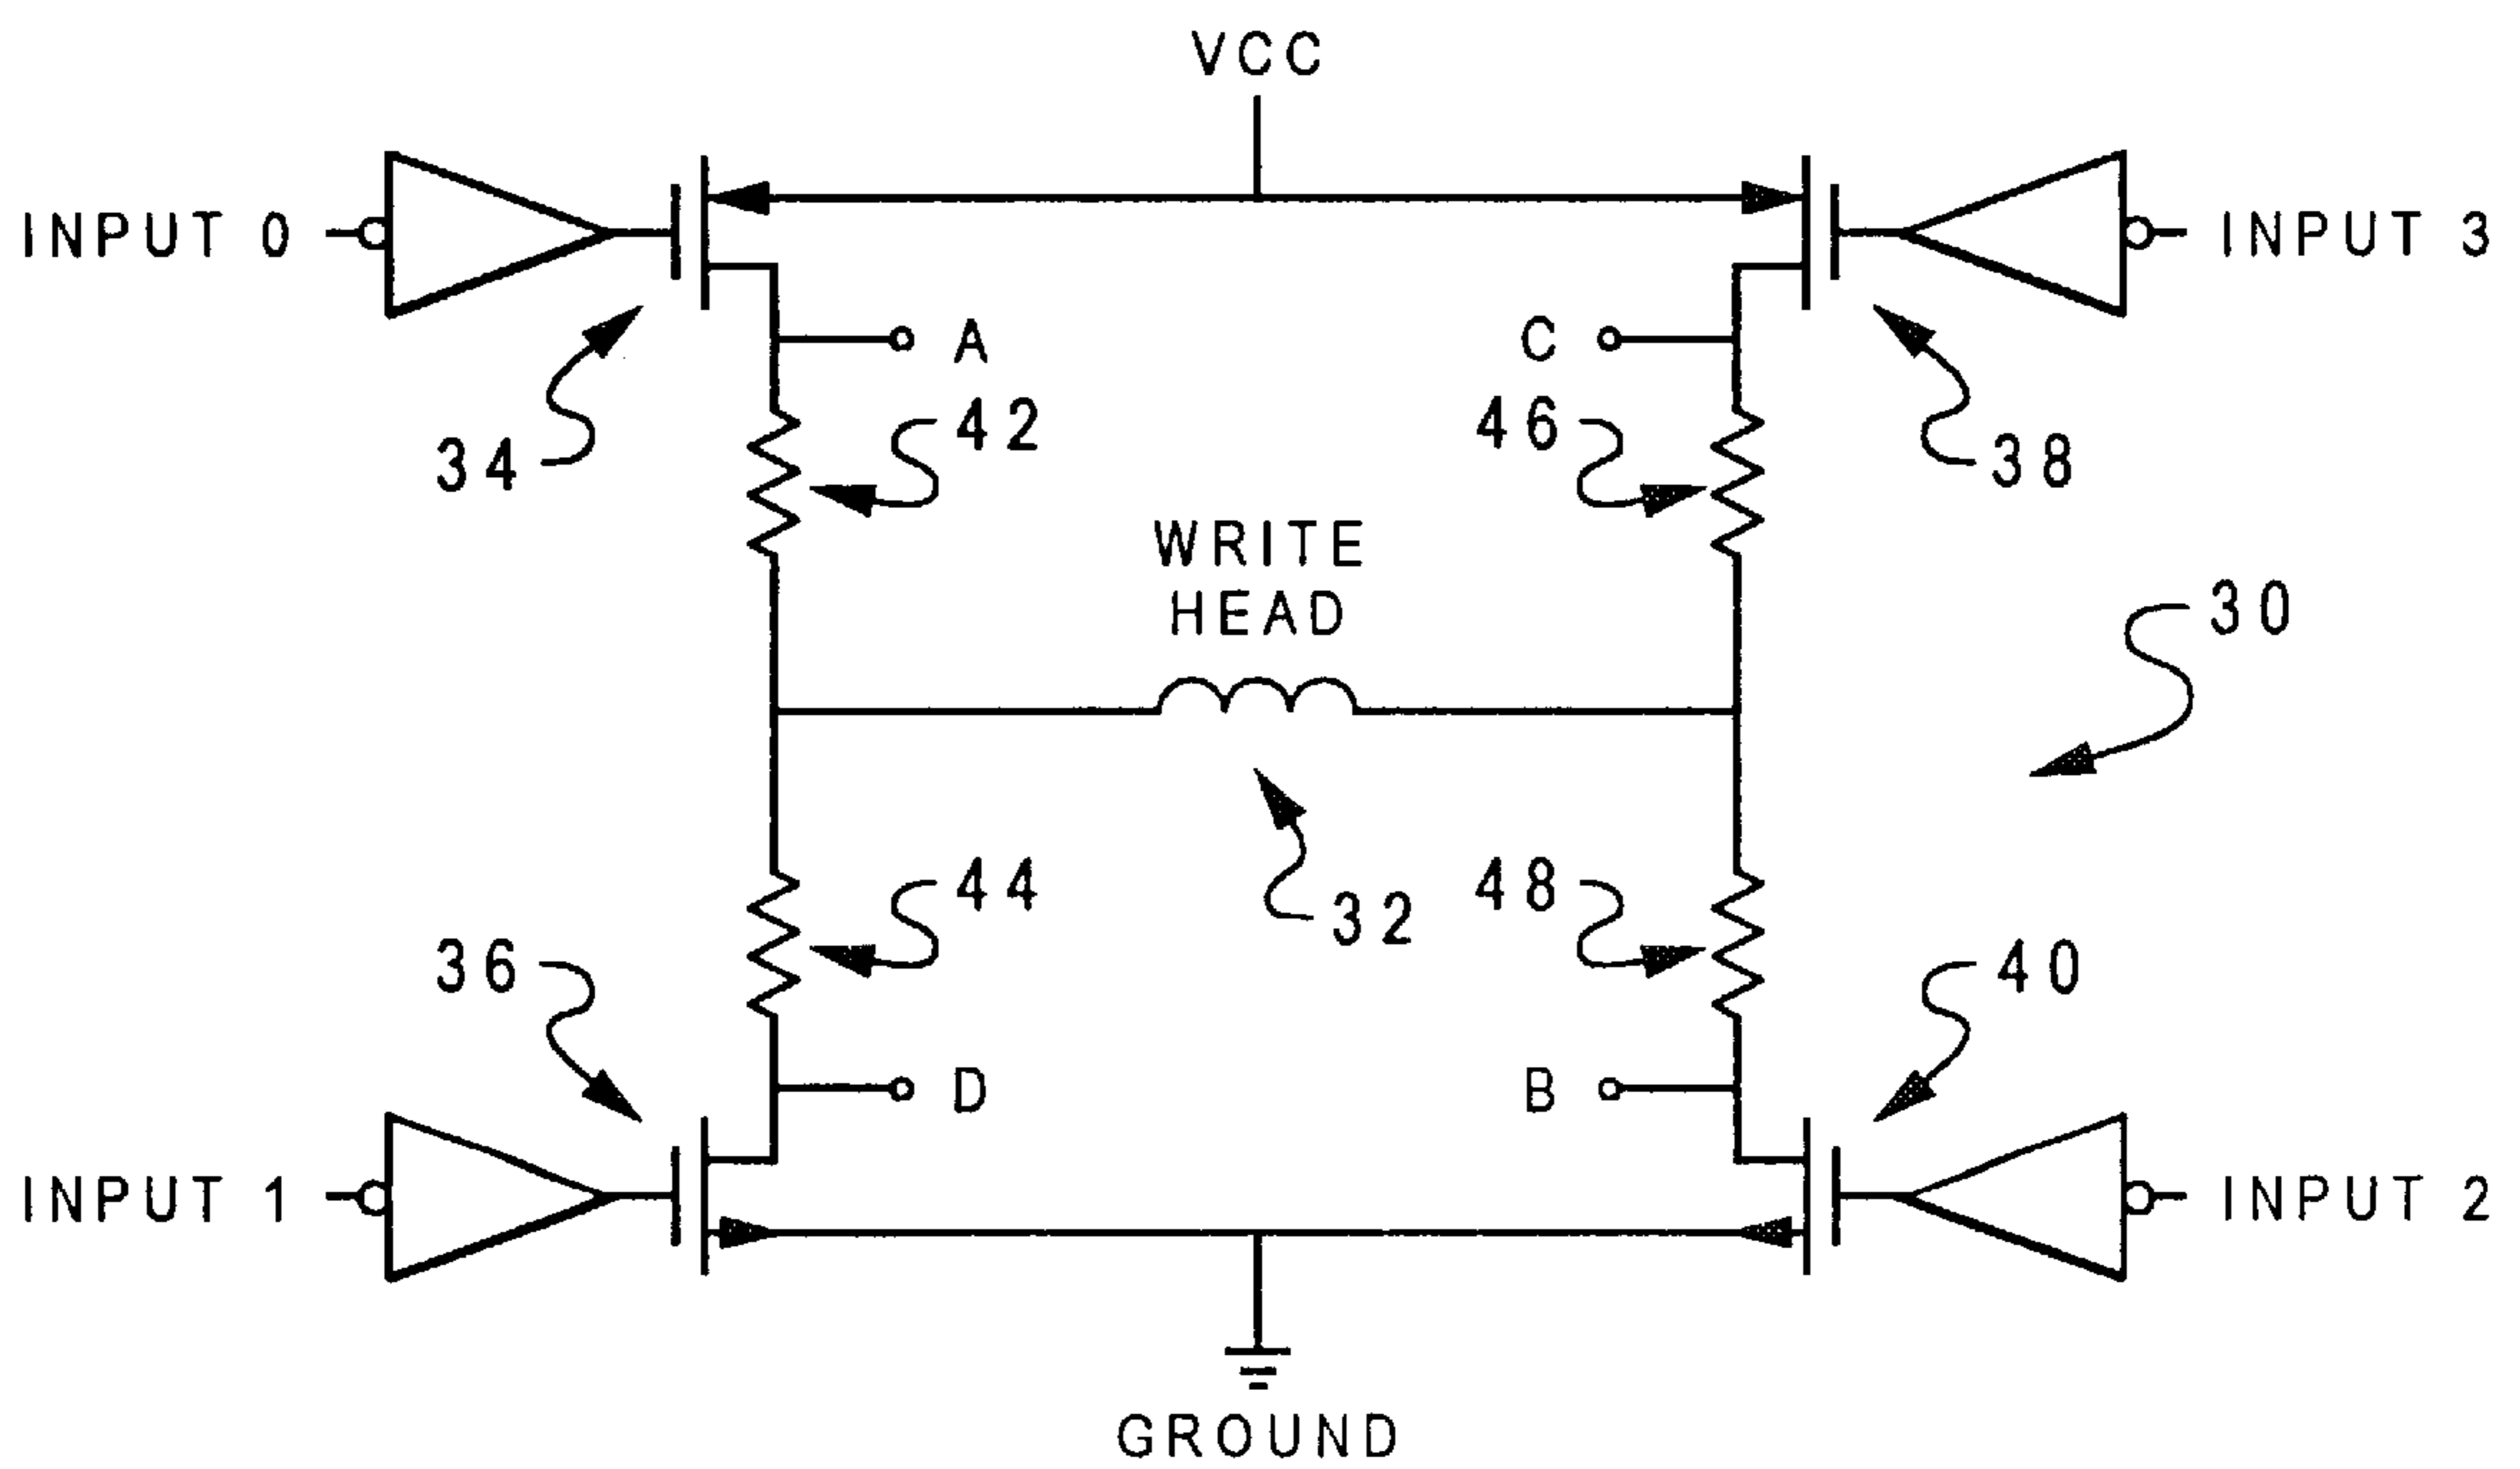 VCC
INPUT 0
INPUT 3
A
C
42
46
34
38
WRITE
HEAD
30
44
48
32
36
40
D
B
INPUT 1
INPUT 2
GROUND